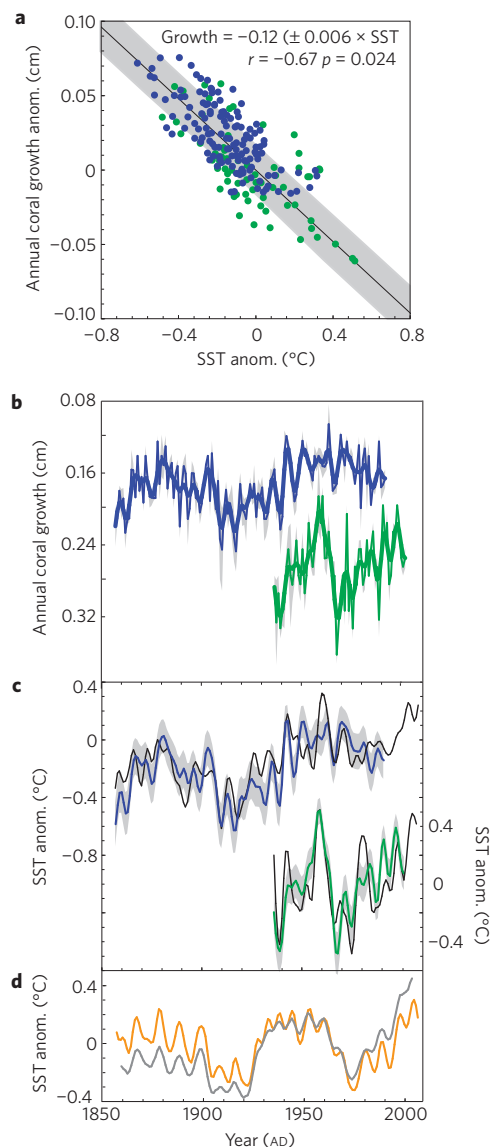 a
Growth = −0.12 (± 0.006 × SST
r = −0.67 p = 0.024
Annual coral growth anom. (cm)
0.10
0.05
0
−0.05
−0.10
−0.8
−0.4
0
0.4
0.8
SST anom. (°C)
b
Annual coral growth (cm)
0.08
0.16
0.24
0.32
c
SST anom. (°C)
0.4
0
−0.4
−0.8
SST anom. (°C)
0.4
0
−0.4
d
SST anom. (°C)
0.4
0
−0.4
1850
1900
1950
2000
Year (AD)